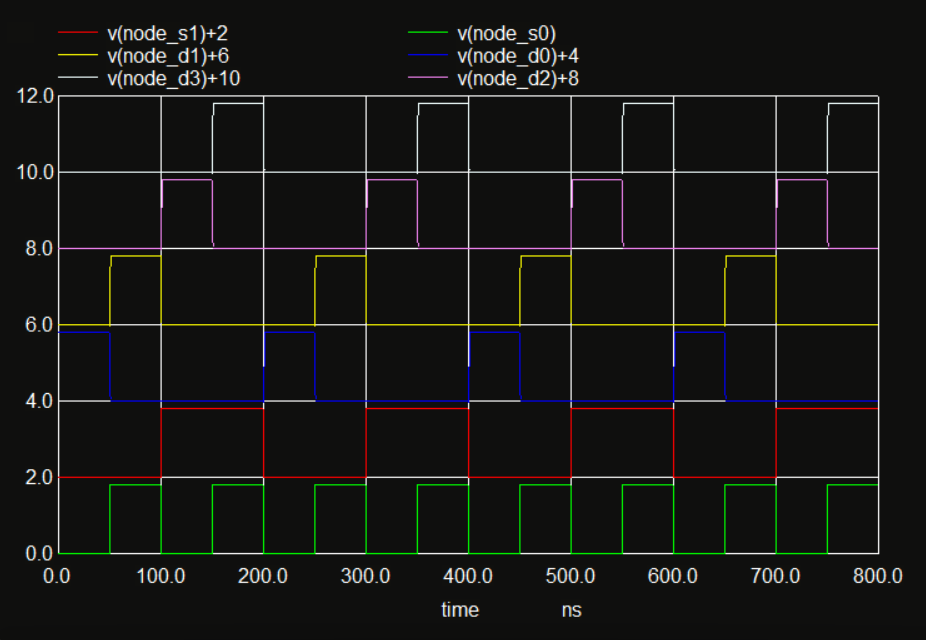 v(node_s1)+2 v(node_s0)
v(node_d1)+6 v(node_d0)+4
v(node_d3)+10 v(node_d2)+8
12.0
10.0
8.0
6.0
4.0
2.0
0.0
0.0 100.0 200.0 300.0 400.0 500.0 600.0 700.0 800.0
time ns